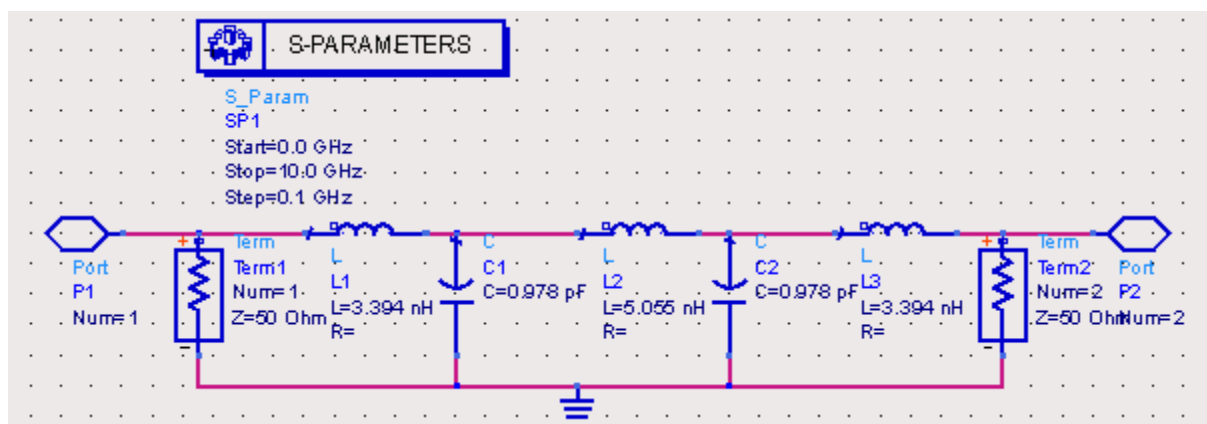 S-PARAMETERS
S_Param
SP1
Start=0.0 GHz
Stop=10.0 GHz
Step=0.1 GHz
Port
P1
Num=1
+
Term
Term1
Num=1
Z=50 Ohm
-
L
L1
L=3.394 nH
R=
C
C1
C=0.978 pF
L
L2
L=5.055 nH
R=
C
C2
C=0.978 pF
L
L3
L=3.394 nH
R=
+
Term
Term2
Num=2
Z=50 Ohm
-
Port
P2
Num=2